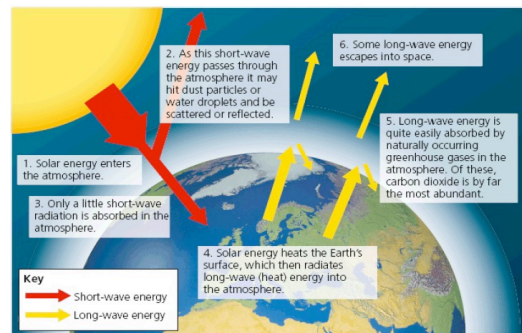 1. Solar energy enters
the atmosphere.
2. As this short-wave
energy passes through
the atmosphere it may
hit dust particles or
water droplets and be
scattered or reflected.
3. Only a little short-wave
radiation is absorbed in the
atmosphere.
4. Solar energy heats the Earth's
surface, which then radiates
long-wave (heat) energy into
the atmosphere.
5. Long-wave energy is
quite easily absorbed by
naturally occurring
greenhouse gases in the
atmosphere. Of these,
carbon dioxide is by far
the most abundant.
6. Some long-wave energy
escapes into space.
Key
Short-wave energy
Long-wave energy